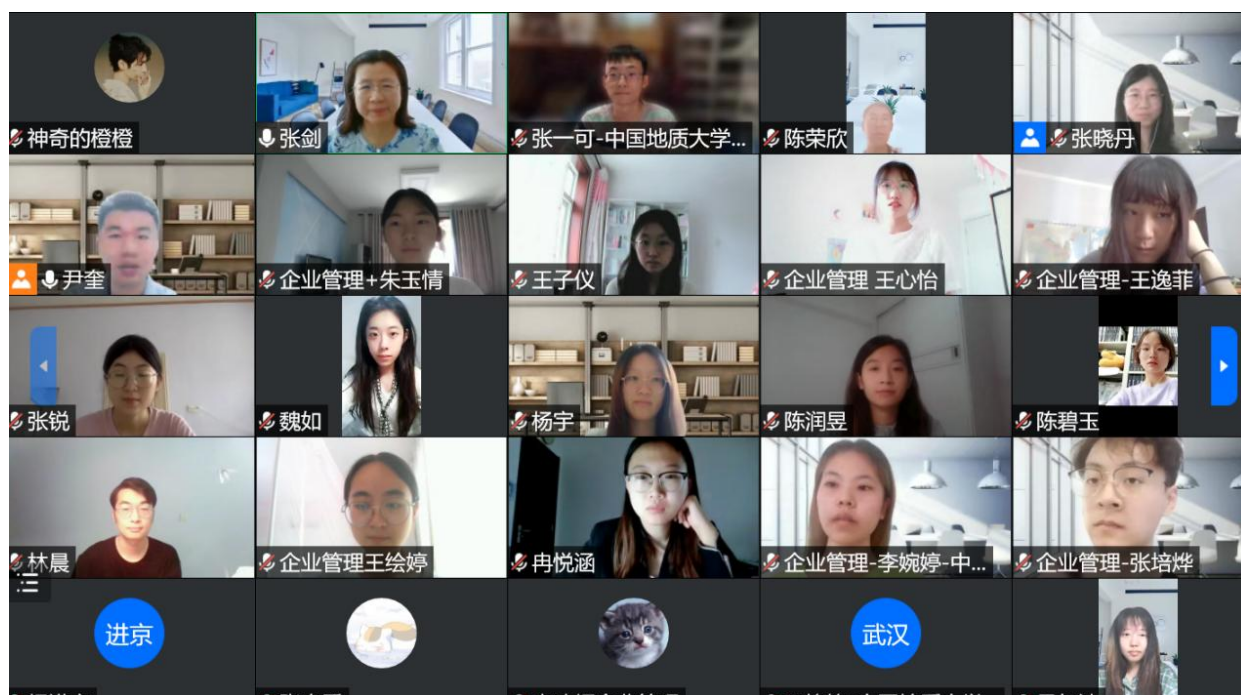 神奇的橙橙
张剑
张一可-中国地质大学...
陈荣欣
张晓丹
尹奎
企业管理+朱玉情
王子仪
企业管理 王心怡
企业管理-王逸菲
张锐
魏如
杨宇
陈润昱
陈碧玉
林晨
企业管理王绘婷
冉悦涵
企业管理-李婉婷-中...
企业管理-张培烨
进京
武汉